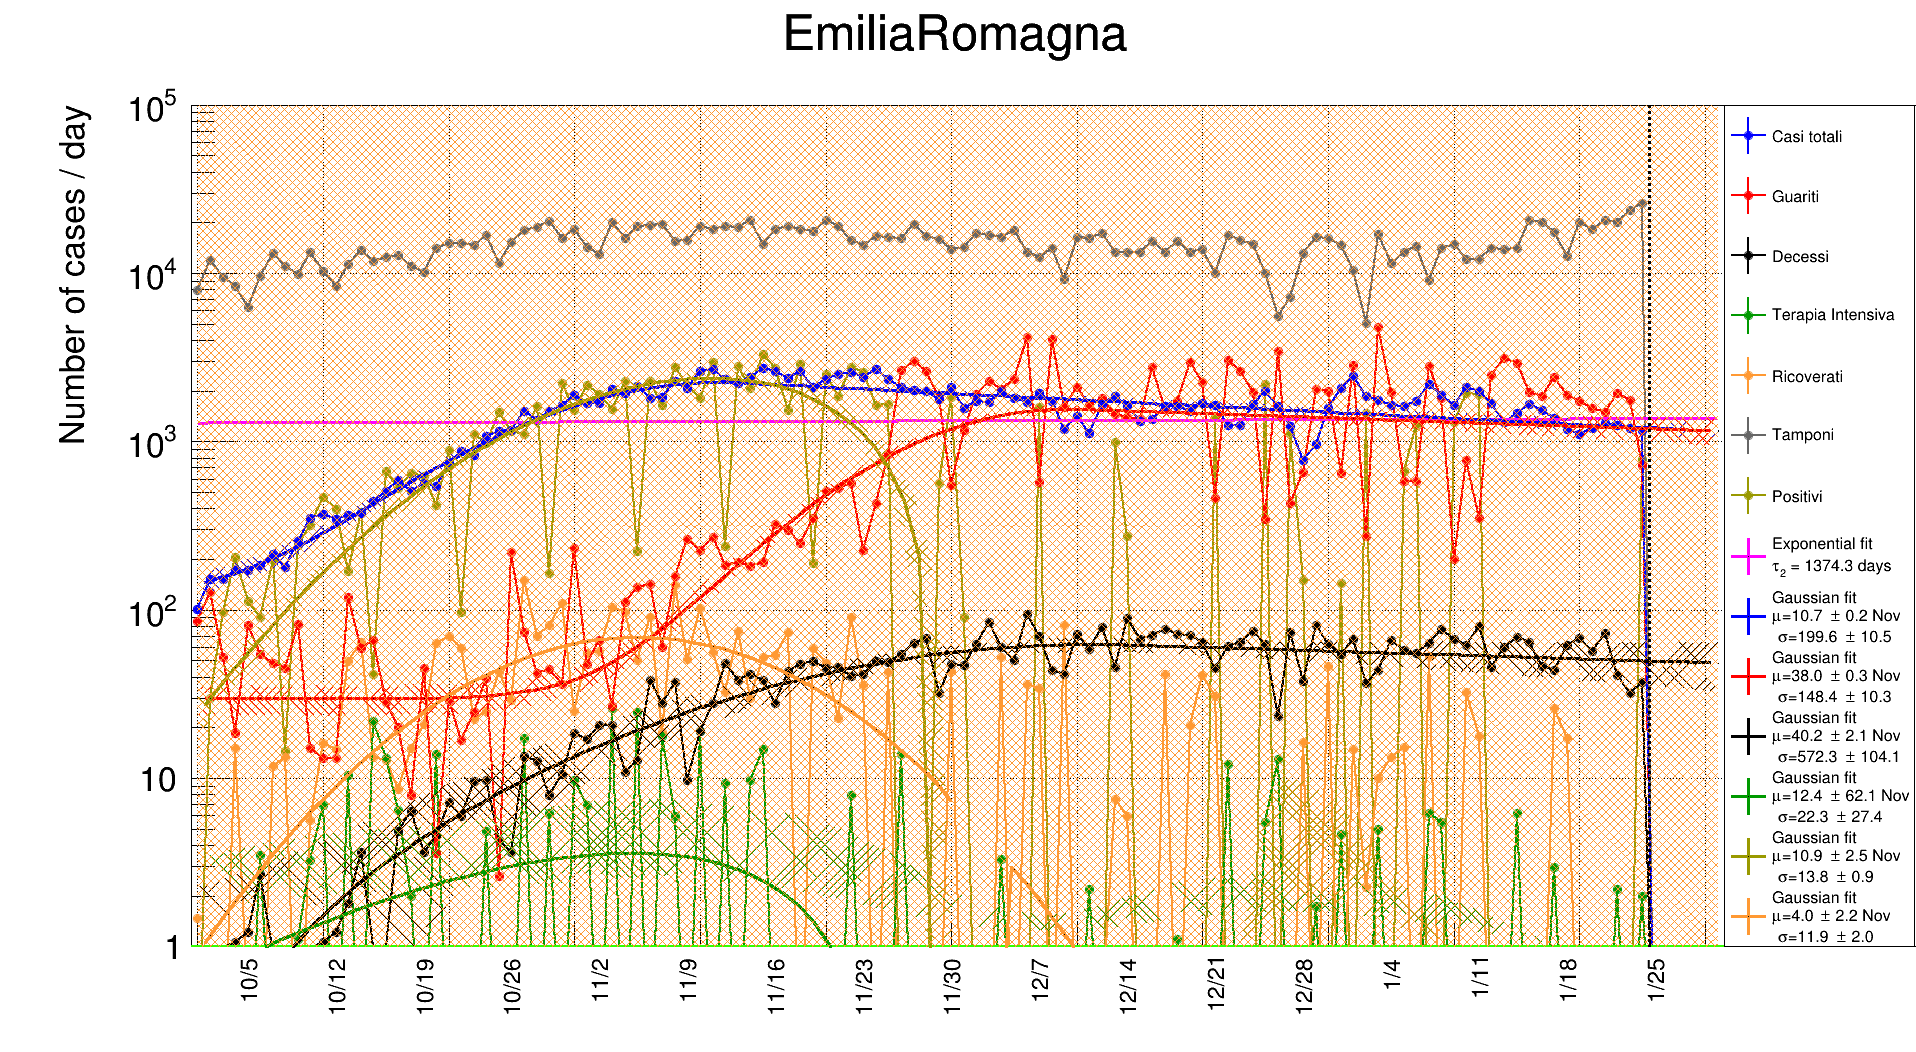 EmiliaRomagna
Number of cases / day
10^5
10^4
10^3
10^2
10
1
10/5
10/12
10/19
10/26
11/2
11/9
11/16
11/23
11/30
12/7
12/14
12/21
12/28
1/4
1/11
1/18
1/25
Casi totali
Guariti
Decessi
Terapia Intensiva
Ricoverati
Tamponi
Positivi
Exponential fit
τ₂ = 1374.3 days
Gaussian fit
μ=10.7 ± 0.2 Nov
σ=199.6 ± 10.5
Gaussian fit
μ=38.0 ± 0.3 Nov
σ=148.4 ± 10.3
Gaussian fit
μ=40.2 ± 2.1 Nov
σ=572.3 ± 104.1
Gaussian fit
μ=12.4 ± 62.1 Nov
σ=22.3 ± 27.4
Gaussian fit
μ=10.9 ± 2.5 Nov
σ=13.8 ± 0.9
Gaussian fit
μ=4.0 ± 2.2 Nov
σ=11.9 ± 2.0